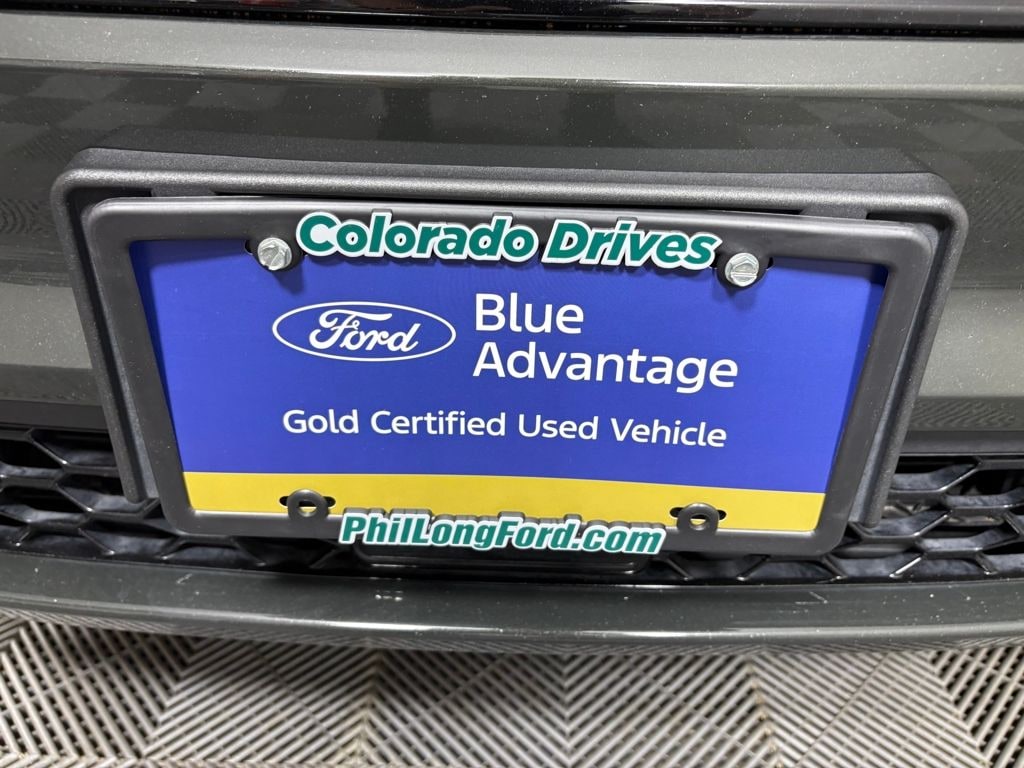 Colorado Drives
Ford
Blue
Advantage
Gold Certified Used Vehicle
PhilLongFord.com